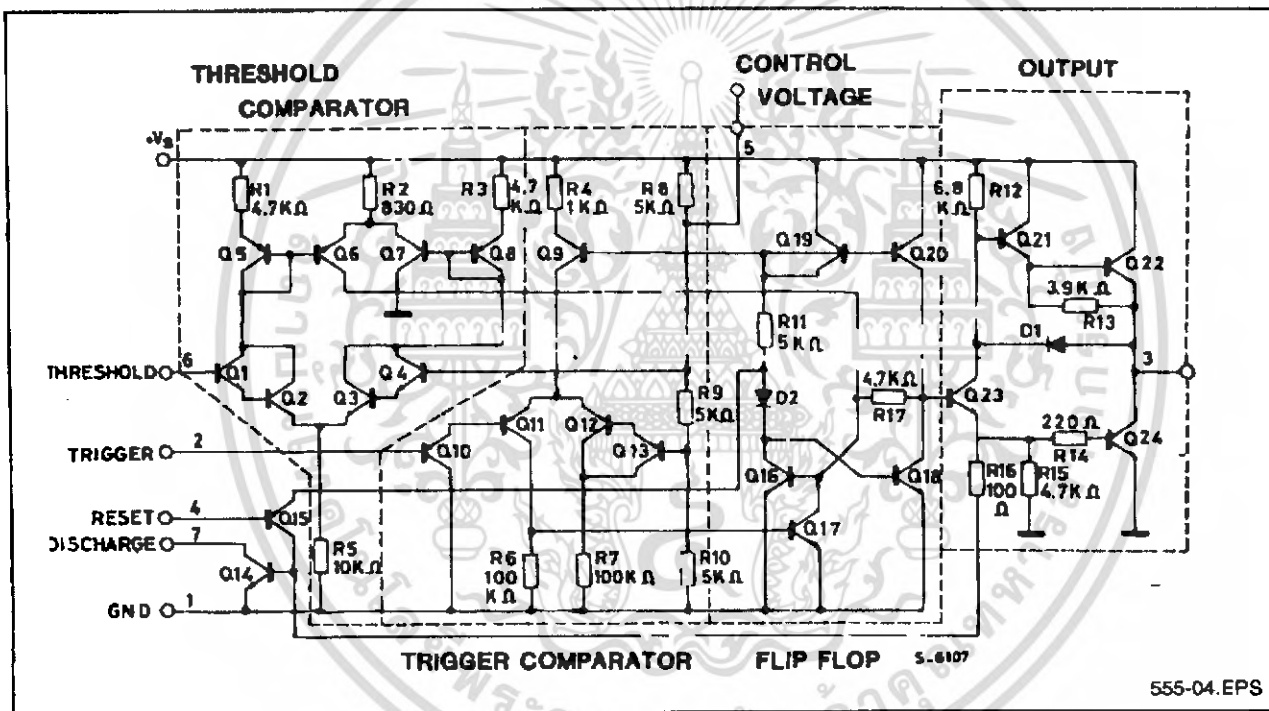 THRESHOLD
COMPARATOR
CONTROL
VOLTAGE
OUTPUT
+Vs
5
R1
4.7KΩ
R2
830Ω
R3
4.7
KΩ
R4
1KΩ
R8
5KΩ
6.8
KΩ
R12
Q5
Q6
Q7
Q8
Q9
Q19
Q20
Q21
Q22
3.9KΩ
R13
R11
5KΩ
D1
THRESHOLD
6
Q1
Q2
Q3
Q4
R9
5KΩ
D2
4.7KΩ
R17
Q23
3
TRIGGER
2
Q10
Q11
Q12
Q13
Q16
Q18
220Ω
R14
Q24
RESET
4
Q15
Q17
R16
100
Ω
R15
4.7KΩ
DISCHARGE
7
Q14
R5
10KΩ
R6
100
KΩ
R7
100KΩ
R10
5KΩ
GND
1
TRIGGER COMPARATOR
FLIP FLOP
S-6107
555-04.EPS